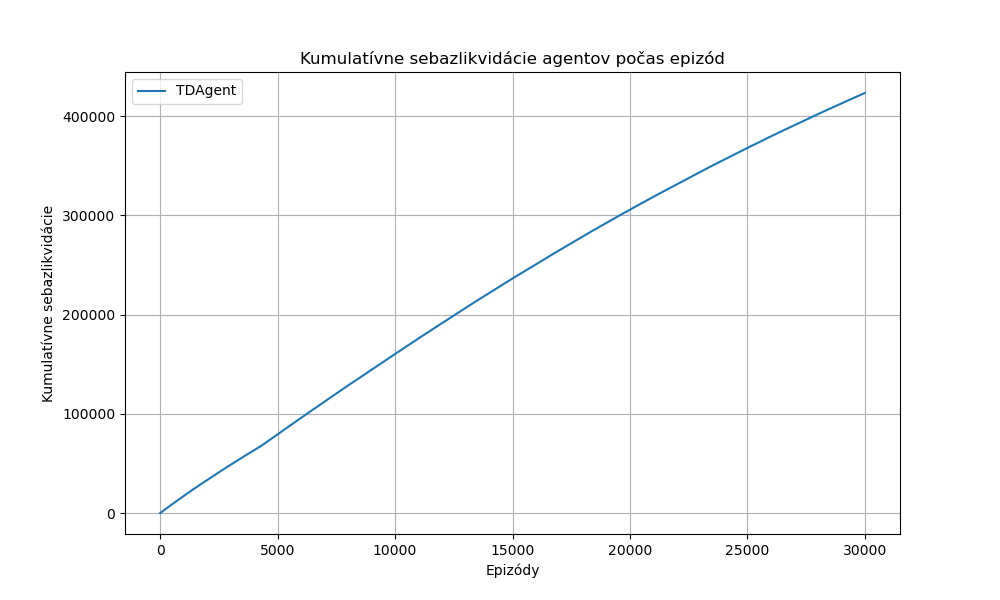 Kumulatívne sebazlikvidácie agentov počas epizód
TDAgent
Kumulatívne sebazlikvidácie
400000
300000
200000
100000
0
0 5000 10000 15000 20000 25000 30000
Epizódy